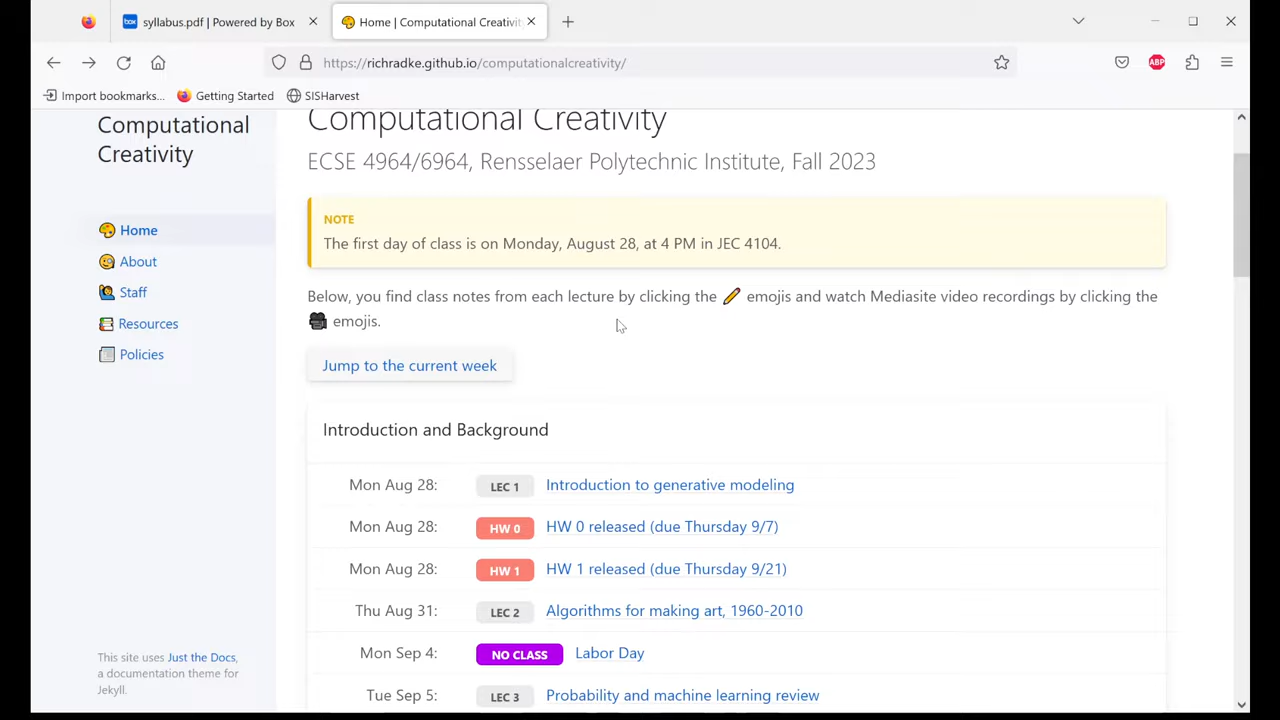 syllabus.pdf | Powered by Box
Home | Computational Creativit
https://richradke.github.io/computationalcreativity/
ABP
Import bookmarks...
Getting Started
SISHarvest
Computational Creativity
Home
About
Staff
Resources
Policies
This site uses Just the Docs,
a documentation theme for
Jekyll.
Computational Creativity
ECSE 4964/6964, Rensselaer Polytechnic Institute, Fall 2023
NOTE
The first day of class is on Monday, August 28, at 4 PM in JEC 4104.
Below, you find class notes from each lecture by clicking the ✏️ emojis and watch Mediasite video recordings by clicking the
🎥 emojis.
Jump to the current week
Introduction and Background
Mon Aug 28: LEC 1 Introduction to generative modeling
Mon Aug 28: HW 0 HW 0 released (due Thursday 9/7)
Mon Aug 28: HW 1 HW 1 released (due Thursday 9/21)
Thu Aug 31: LEC 2 Algorithms for making art, 1960-2010
Mon Sep 4: NO CLASS Labor Day
Tue Sep 5: LEC 3 Probability and machine learning review